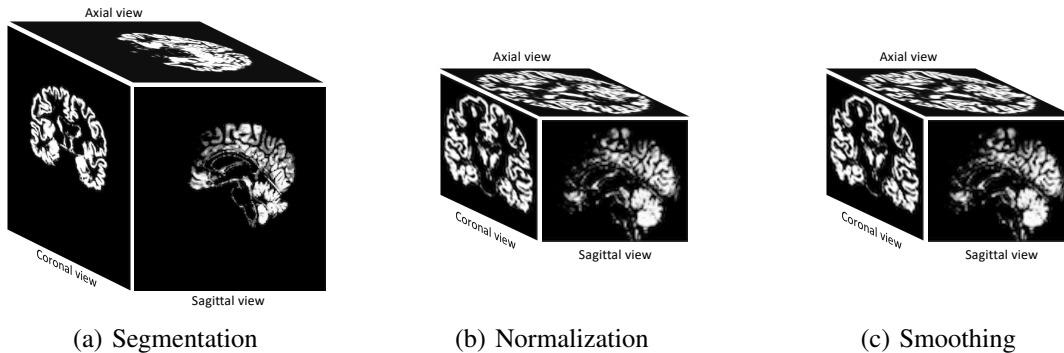 Axial view
Coronal view
Sagittal view
(a) Segmentation
Axial view
Coronal view
Sagittal view
(b) Normalization
Axial view
Coronal view
Sagittal view
(c) Smoothing